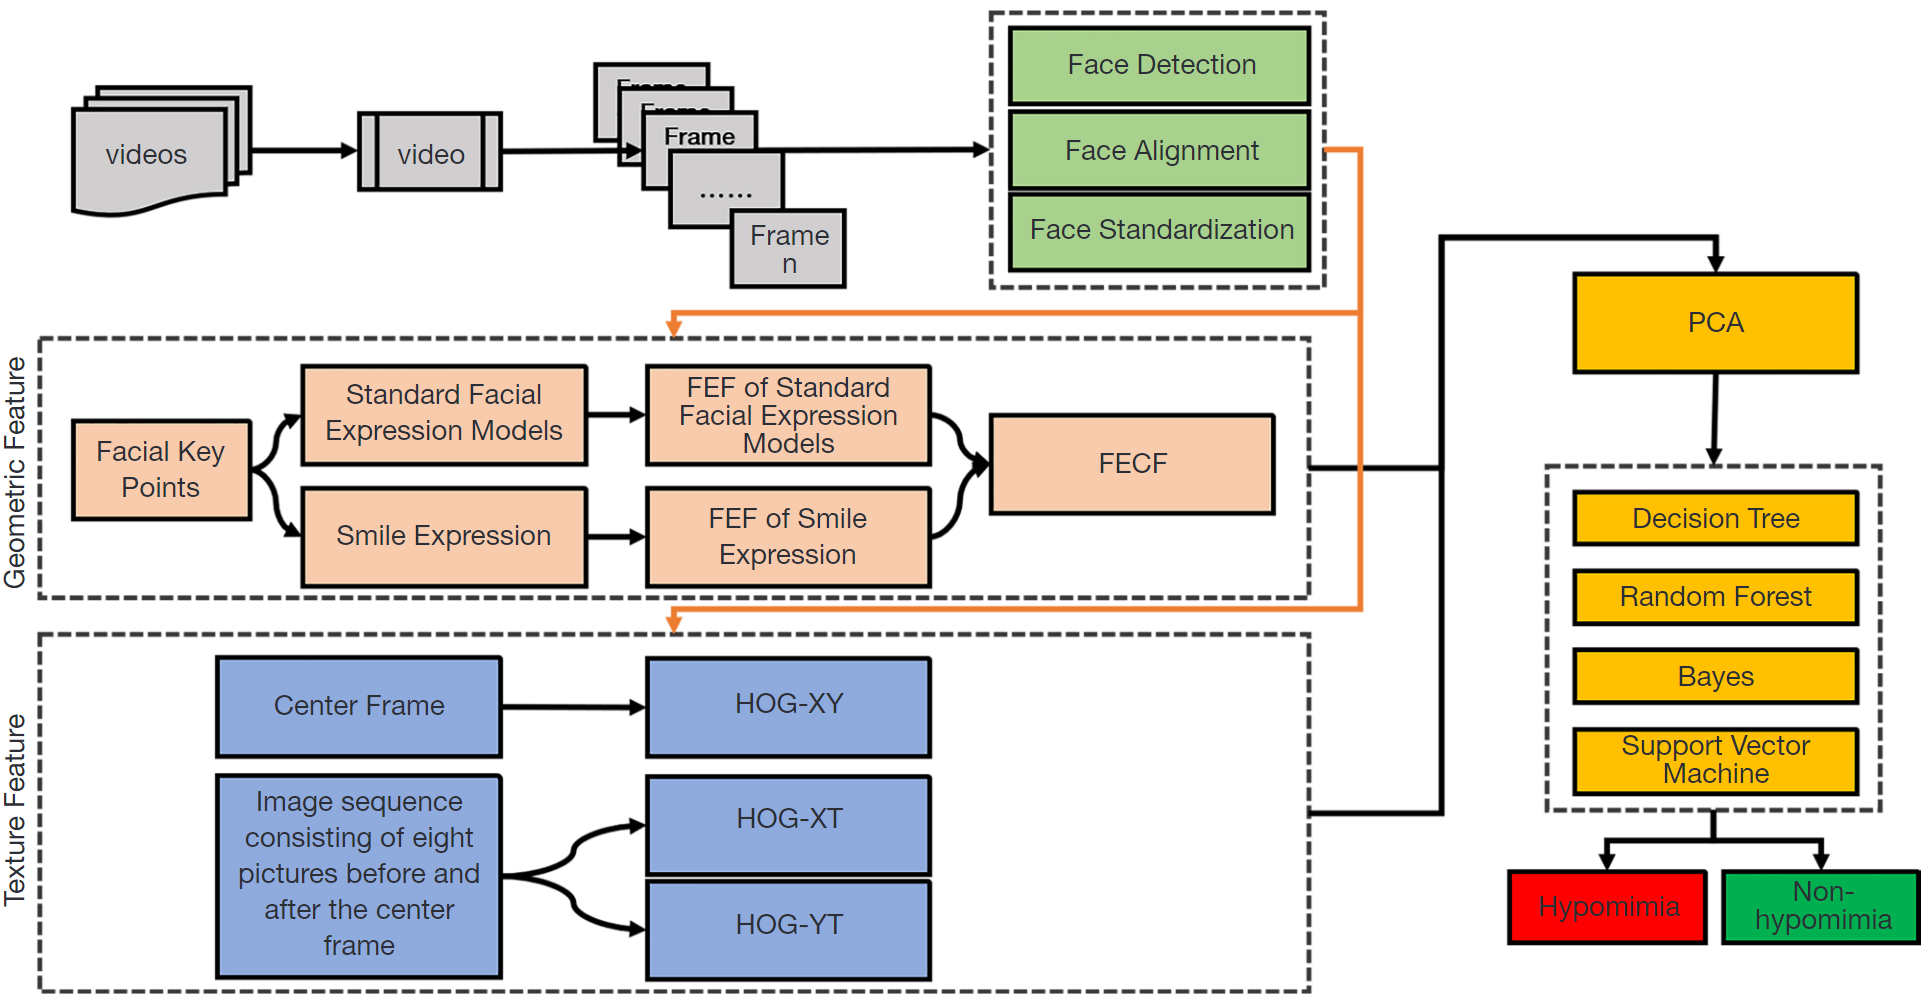 videos
video
Frame
Frame
Frame
......
Frame
n
Face Detection
Face Alignment
Face Standardization
Geometric Feature
Facial Key
Points
Standard Facial
Expression Models
Smile Expression
FEF of Standard
Facial Expression
Models
FEF of Smile
Expression
FECF
Texture Feature
Center Frame
Image sequence
consisting of eight
pictures before and
after the center
frame
HOG-XY
HOG-XT
HOG-YT
PCA
Decision Tree
Random Forest
Bayes
Support Vector
Machine
Hypomimia
Non-
hypomimia